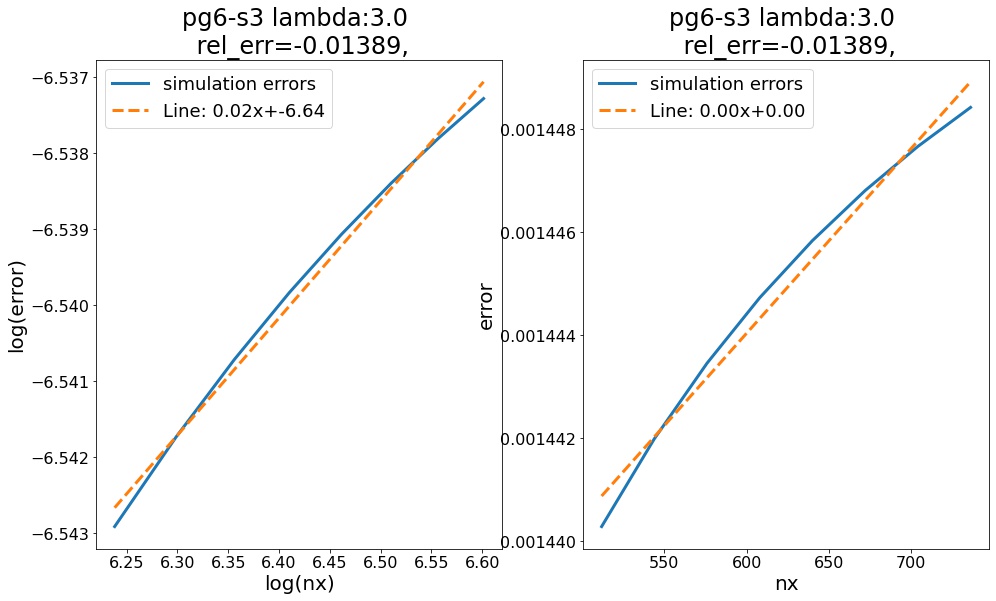 pg6-s3 lambda:3.0
rel_err=-0.01389,
simulation errors
Line: 0.02x+-6.64
−6.537
−6.538
−6.539
−6.540
−6.541
−6.542
−6.543
log(error)
6.25 6.30 6.35 6.40 6.45 6.50 6.55 6.60
log(nx)
pg6-s3 lambda:3.0
rel_err=-0.01389,
simulation errors
Line: 0.00x+0.00
0.001448
0.001446
0.001444
0.001442
0.001440
error
550 600 650 700
nx